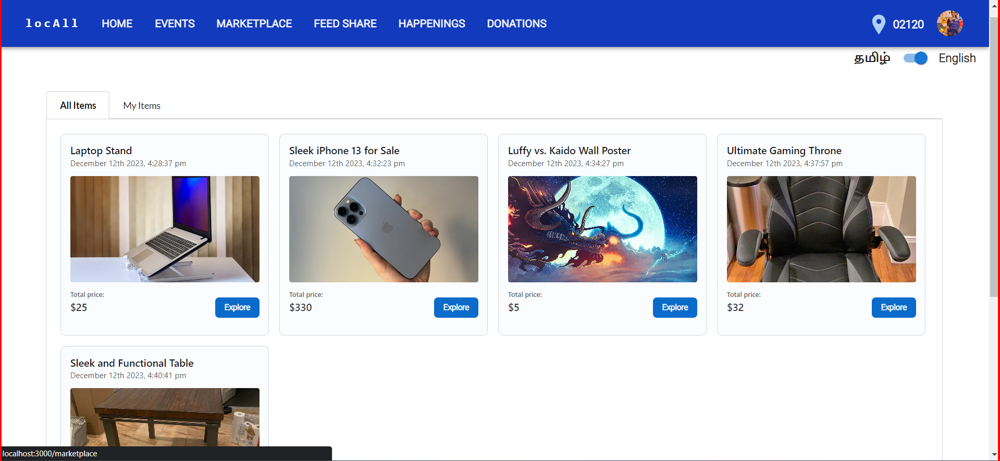 locAll HOME EVENTS MARKETPLACE FEED SHARE HAPPENINGS DONATIONS 02120
தமிழ் English
All Items My Items
Laptop Stand
December 12th 2023, 4:28:37 pm
Total price:
$25
Explore
Sleek iPhone 13 for Sale
December 12th 2023, 4:32:23 pm
Total price:
$330
Explore
Luffy vs. Kaido Wall Poster
December 12th 2023, 4:34:27 pm
Total price:
$5
Explore
Ultimate Gaming Throne
December 12th 2023, 4:37:57 pm
Total price:
$32
Explore
Sleek and Functional Table
December 12th 2023, 4:40:41 pm
localhost:3000/marketplace